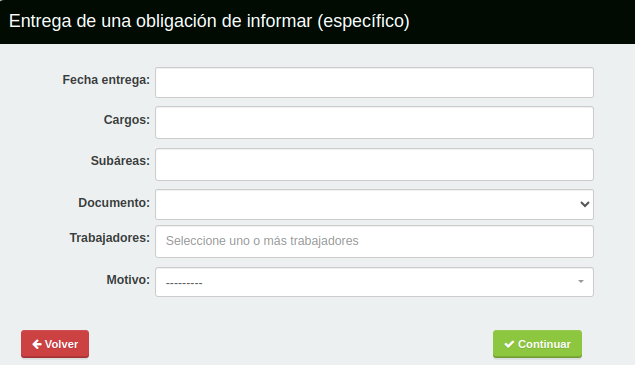 Entrega de una obligación de informar (específico)
Fecha entrega:
Cargos:
Subáreas:
Documento:
Trabajadores: Seleccione uno o más trabajadores
Motivo: ---------
Volver Continuar